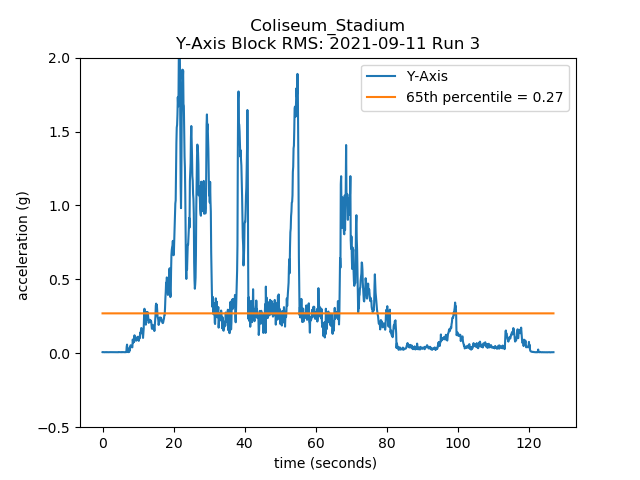 Coliseum_Stadium
Y-Axis Block RMS: 2021-09-11 Run 3
Y-Axis
65th percentile = 0.27
acceleration (g)
2.0
1.5
1.0
0.5
0.0
−0.5
0 20 40 60 80 100 120
time (seconds)